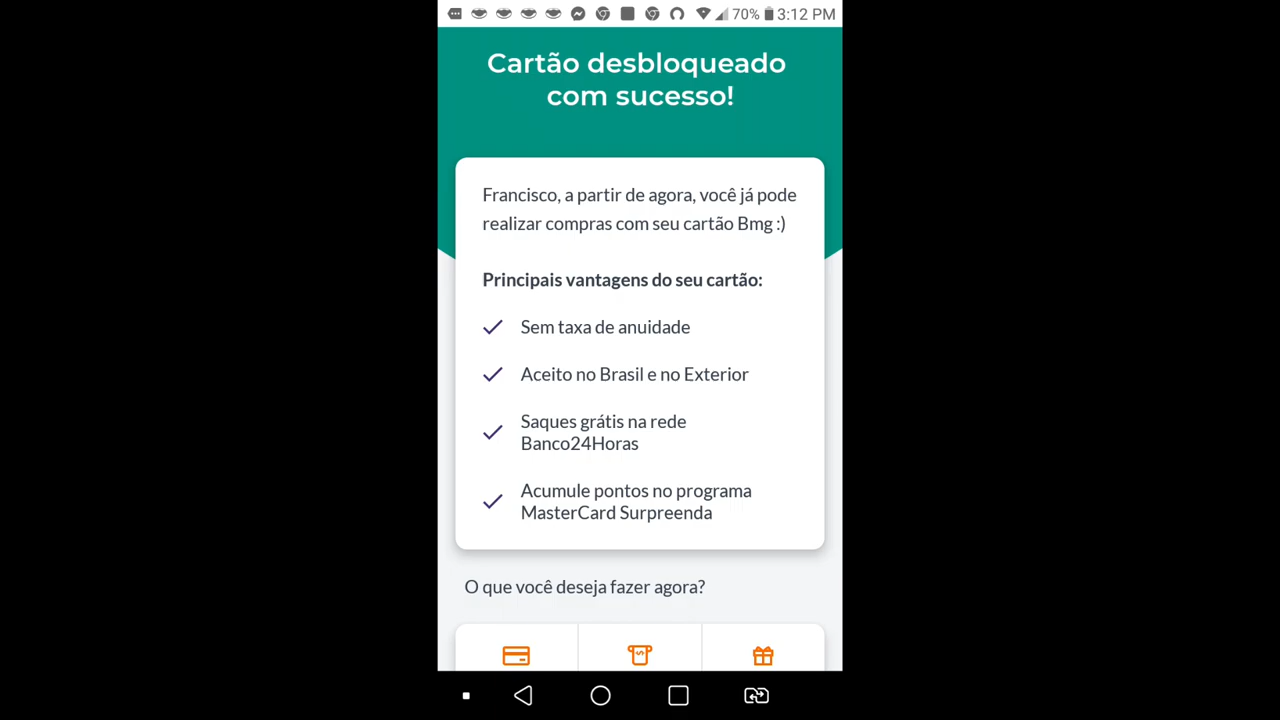 70% 3:12 PM
Cartão desbloqueado
com sucesso!
Francisco, a partir de agora, você já pode
realizar compras com seu cartão Bmg :)
Principais vantagens do seu cartão:
Sem taxa de anuidade
Aceito no Brasil e no Exterior
Saques grátis na rede
Banco24Horas
Acumule pontos no programa
MasterCard Surpreenda
O que você deseja fazer agora?